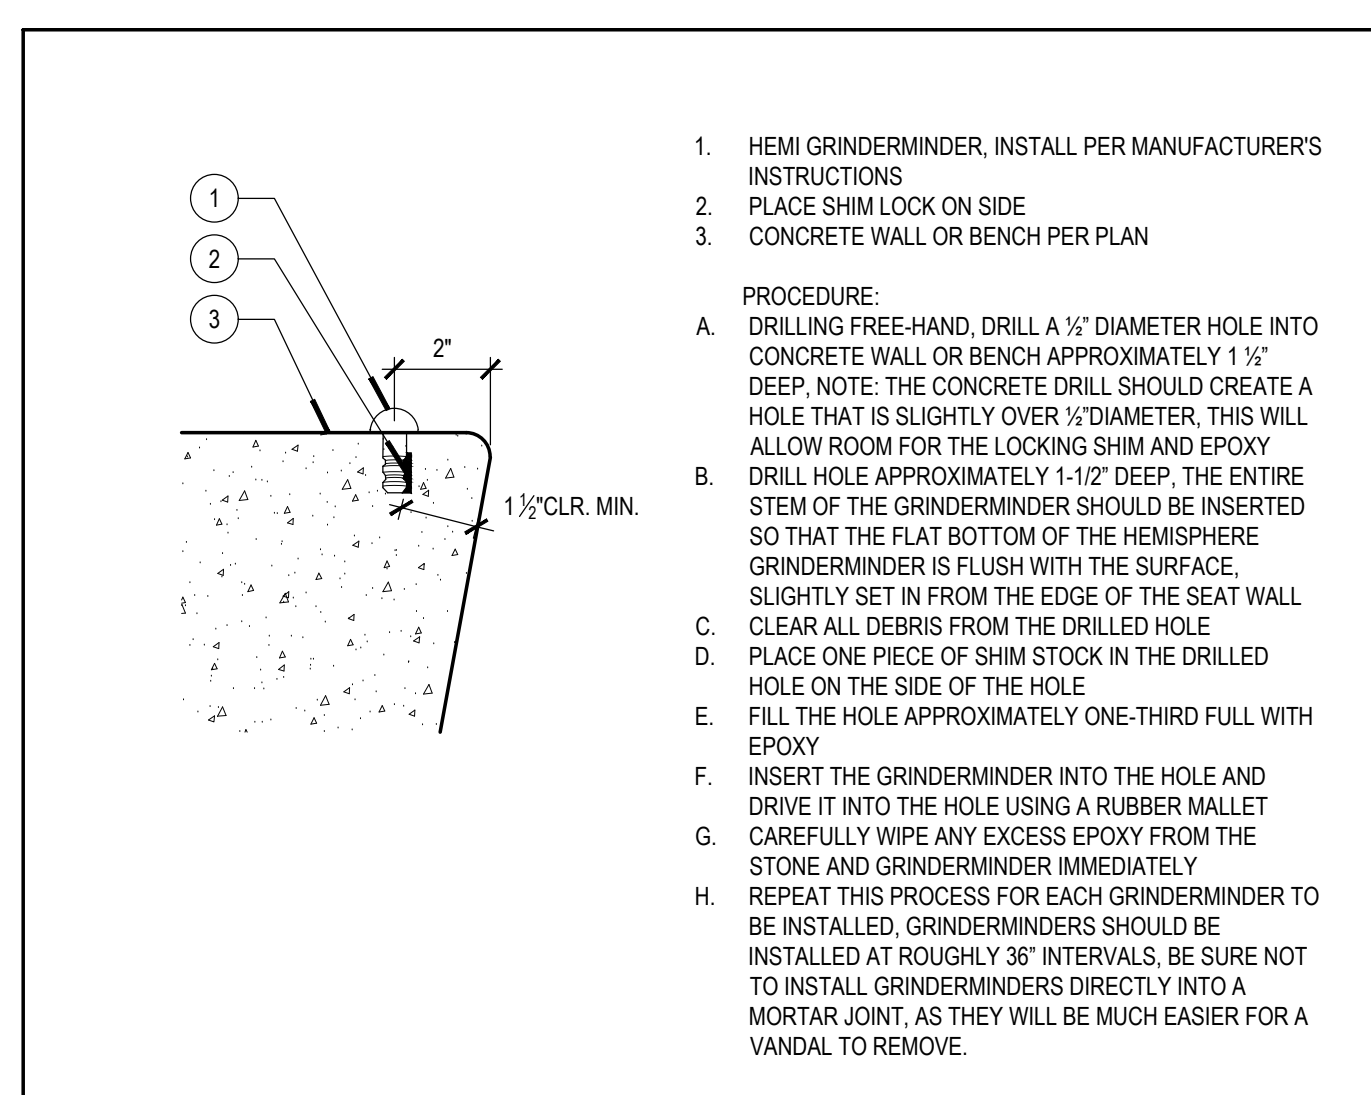 1
2
3
2"
1 ½"CLR. MIN.
1. HEMI GRINDERMINDER, INSTALL PER MANUFACTURER'S
INSTRUCTIONS
2. PLACE SHIM LOCK ON SIDE
3. CONCRETE WALL OR BENCH PER PLAN
PROCEDURE:
A. DRILLING FREE-HAND, DRILL A ½” DIAMETER HOLE INTO
CONCRETE WALL OR BENCH APPROXIMATELY 1 ½”
DEEP, NOTE: THE CONCRETE DRILL SHOULD CREATE A
HOLE THAT IS SLIGHTLY OVER ½”DIAMETER, THIS WILL
ALLOW ROOM FOR THE LOCKING SHIM AND EPOXY
B. DRILL HOLE APPROXIMATELY 1-1/2” DEEP, THE ENTIRE
STEM OF THE GRINDERMINDER SHOULD BE INSERTED
SO THAT THE FLAT BOTTOM OF THE HEMISPHERE
GRINDERMINDER IS FLUSH WITH THE SURFACE,
SLIGHTLY SET IN FROM THE EDGE OF THE SEAT WALL
C. CLEAR ALL DEBRIS FROM THE DRILLED HOLE
D. PLACE ONE PIECE OF SHIM STOCK IN THE DRILLED
HOLE ON THE SIDE OF THE HOLE
E. FILL THE HOLE APPROXIMATELY ONE-THIRD FULL WITH
EPOXY
F. INSERT THE GRINDERMINDER INTO THE HOLE AND
DRIVE IT INTO THE HOLE USING A RUBBER MALLET
G. CAREFULLY WIPE ANY EXCESS EPOXY FROM THE
STONE AND GRINDERMINDER IMMEDIATELY
H. REPEAT THIS PROCESS FOR EACH GRINDERMINDER TO
BE INSTALLED, GRINDERMINDERS SHOULD BE
INSTALLED AT ROUGHLY 36” INTERVALS, BE SURE NOT
TO INSTALL GRINDERMINDERS DIRECTLY INTO A
MORTAR JOINT, AS THEY WILL BE MUCH EASIER FOR A
VANDAL TO REMOVE.